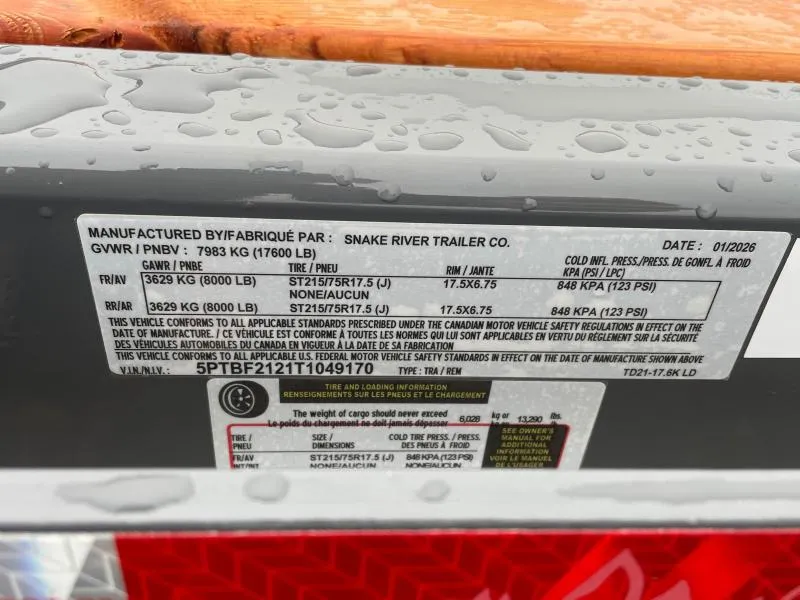 MANUFACTURED BY/FABRIQUÉ PAR : SNAKE RIVER TRAILER CO. DATE : 01/2026
GVWR / PNBV : 7983 KG (17600 LB)
GAWR / PNBE TIRE / PNEU RIM / JANTE COLD INFL. PRESS./PRESS. DE GONFL. À FROID
KPA (PSI / LPC)
FR/AV 3629 KG (8000 LB) ST215/75R17.5 (J) 17.5X6.75 848 KPA (123 PSI)
NONE/AUCUN
RR/AR 3629 KG (8000 LB) ST215/75R17.5 (J) 17.5X6.75 848 KPA (123 PSI)
THIS VEHICLE CONFORMS TO ALL APPLICABLE STANDARDS PRESCRIBED UNDER THE CANADIAN MOTOR VEHICLE SAFETY REGULATIONS IN EFFECT ON THE
DATE OF MANUFACTURE / CE VÉHICULE EST CONFORME À TOUTES LES NORMES QUI LUI SONT APPLICABLES EN VERTU DU RÈGLEMENT SUR LA SÉCURITÉ
DES VÉHICULES AUTOMOBILES DU CANADA EN VIGUEUR À LA DATE DE SA FABRICATION
THIS VEHICLE CONFORMS TO ALL APPLICABLE U.S. FEDERAL MOTOR VEHICLE SAFETY STANDARDS IN EFFECT ON THE DATE OF MANUFACTURE SHOWN ABOVE
V.I.N./N.I.V. : 5PTBF2121T1049170 TYPE : TRA / REM TD21-17.6K LD
TIRE AND LOADING INFORMATION
RENSEIGNEMENTS SUR LES PNEUS ET LE CHARGEMENT
The weight of cargo should never exceed 6,028 kg or 13,290 lbs.
Le poids du chargement ne doit jamais dépasser
TIRE / PNEU SIZE / DIMENSIONS COLD TIRE PRESS. / PRESS. DES PNEUS À FROID
SEE OWNER'S
MANUAL FOR
ADDITIONAL
INFORMATION
VOIR LE MANUEL
DE L'USAGER
FR/AV ST215/75R17.5 (J) 848 KPA (123 PSI)
INT/INT NONE/AUCUN NONE/AUCUN